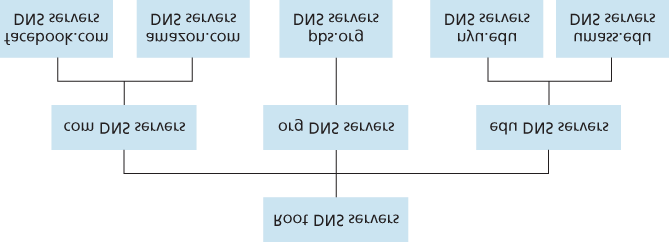 Root DNS servers
com DNS servers
org DNS servers
edu DNS servers
facebook.com
DNS servers
amazon.com
DNS servers
pbs.org
DNS servers
nyu.edu
DNS servers
umass.edu
DNS servers